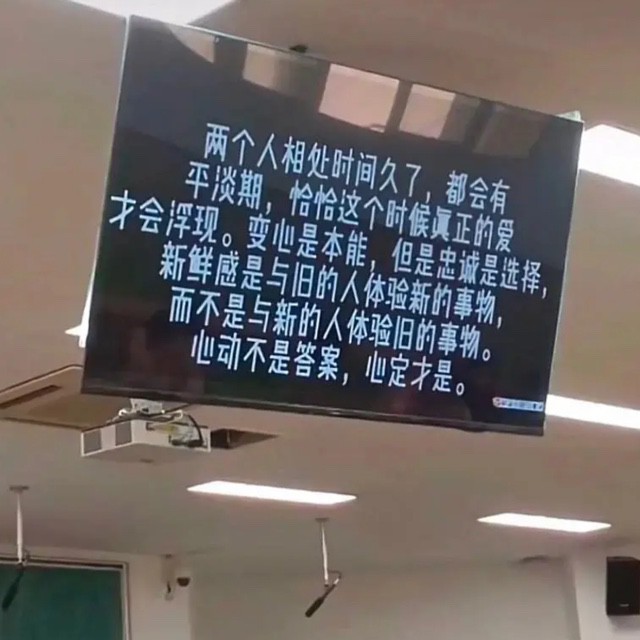 两个人相处时间久了，都会有
平淡期，恰恰这个时候真正的爱
才会浮现。变心是本能，但是忠诚是选择，
新鲜感是与旧的人体验新的事物，
而不是与新的人体验旧的事物。
心动不是答案，心定才是。